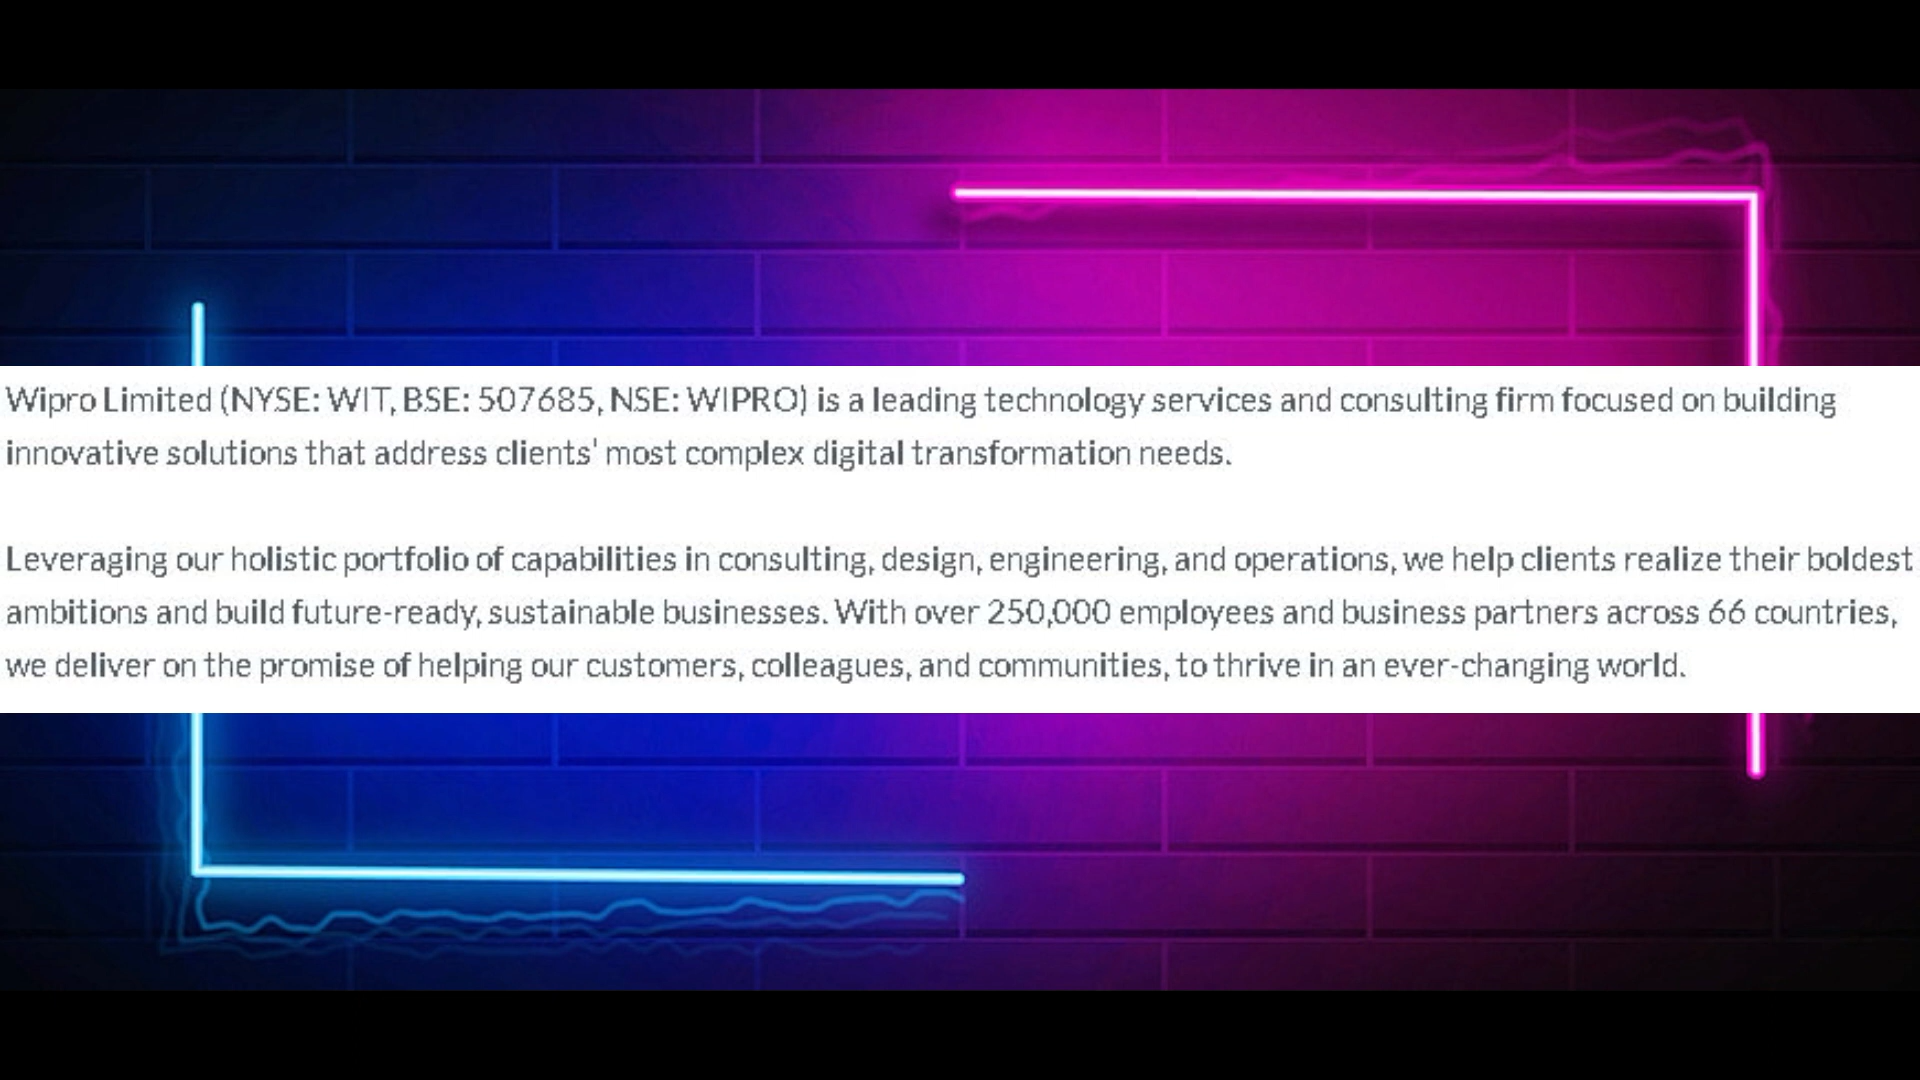 Wipro Limited (NYSE: WIT, BSE: 507685, NSE: WIPRO) is a leading technology services and consulting firm focused on building
innovative solutions that address clients' most complex digital transformation needs.
Leveraging our holistic portfolio of capabilities in consulting, design, engineering, and operations, we help clients realize their boldest
ambitions and build future-ready, sustainable businesses. With over 250,000 employees and business partners across 66 countries,
we deliver on the promise of helping our customers, colleagues, and communities, to thrive in an ever-changing world.